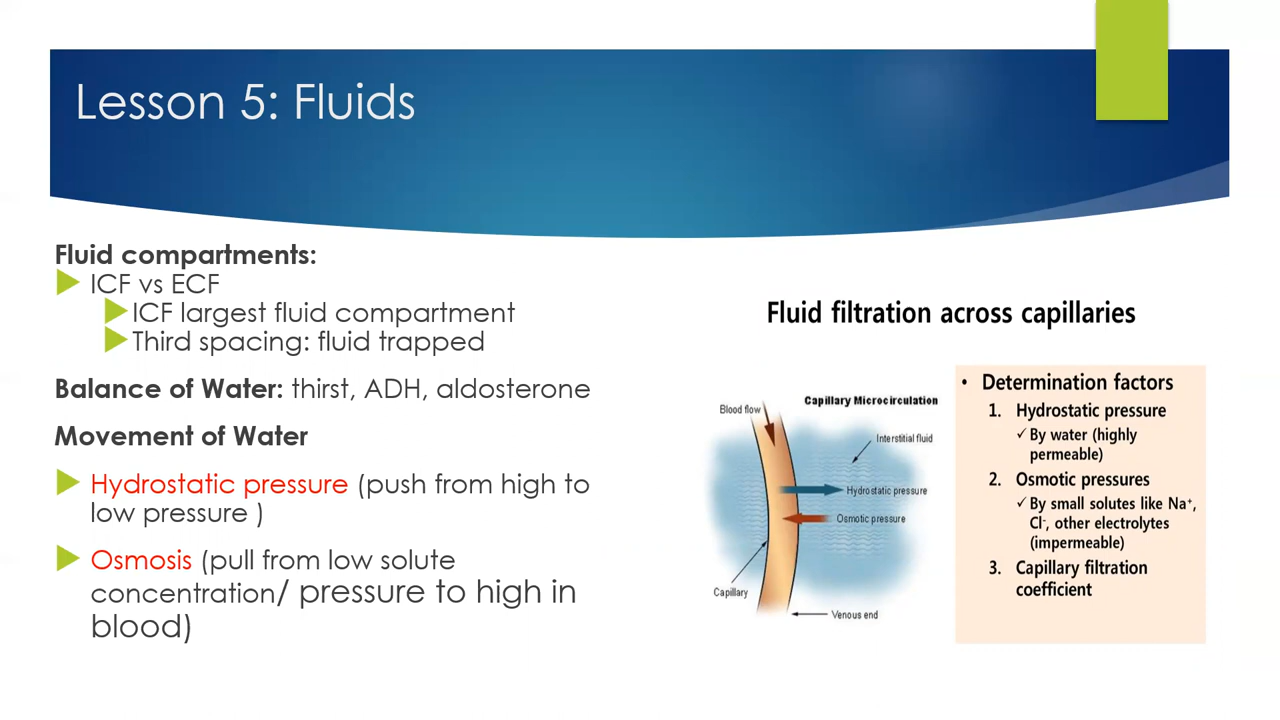 Lesson 5: Fluids
Fluid compartments:
ICF vs ECF
ICF largest fluid compartment
Third spacing: fluid trapped
Balance of Water: thirst, ADH, aldosterone
Movement of Water
Hydrostatic pressure (push from high to
low pressure )
Osmosis (pull from low solute
concentration/ pressure to high in
blood)
Fluid filtration across capillaries
Capillary Microcirculation
Blood flow
Interstitial fluid
Hydrostatic pressure
Osmotic pressure
Capillary
Venous end
• Determination factors
1. Hydrostatic pressure
✓By water (highly
permeable)
2. Osmotic pressures
✓By small solutes like Na⁺,
Cl⁻, other electrolytes
(impermeable)
3. Capillary filtration
coefficient